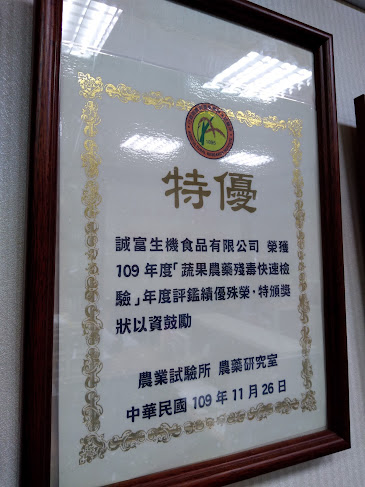 特優
誠富生機食品有限公司 榮獲
109年度「蔬果農藥殘毒快速檢
驗」年度評鑑績優殊榮,特頒獎
狀以資鼓勵
農業試驗所 農藥研究室
中華民國 109 年 11 月 26 日